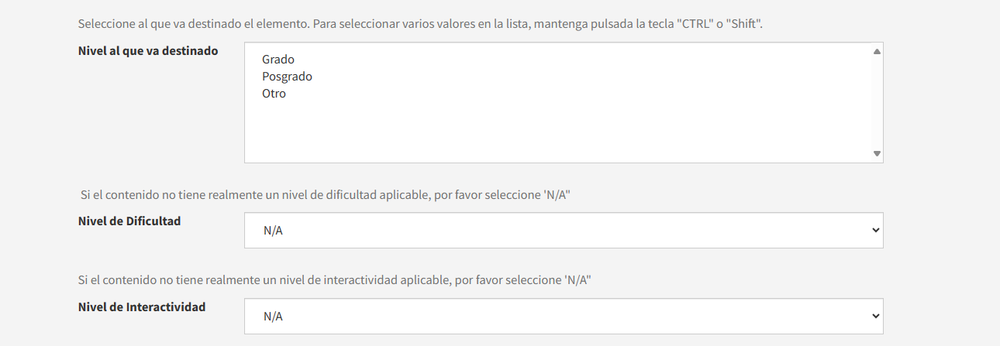 Seleccione al que va destinado el elemento. Para seleccionar varios valores en la lista, mantenga pulsada la tecla "CTRL" o "Shift".
Nivel al que va destinado
Grado
Posgrado
Otro
Si el contenido no tiene realmente un nivel de dificultad aplicable, por favor seleccione 'N/A"
Nivel de Dificultad
N/A
Si el contenido no tiene realmente un nivel de interactividad aplicable, por favor seleccione 'N/A"
Nivel de Interactividad
N/A